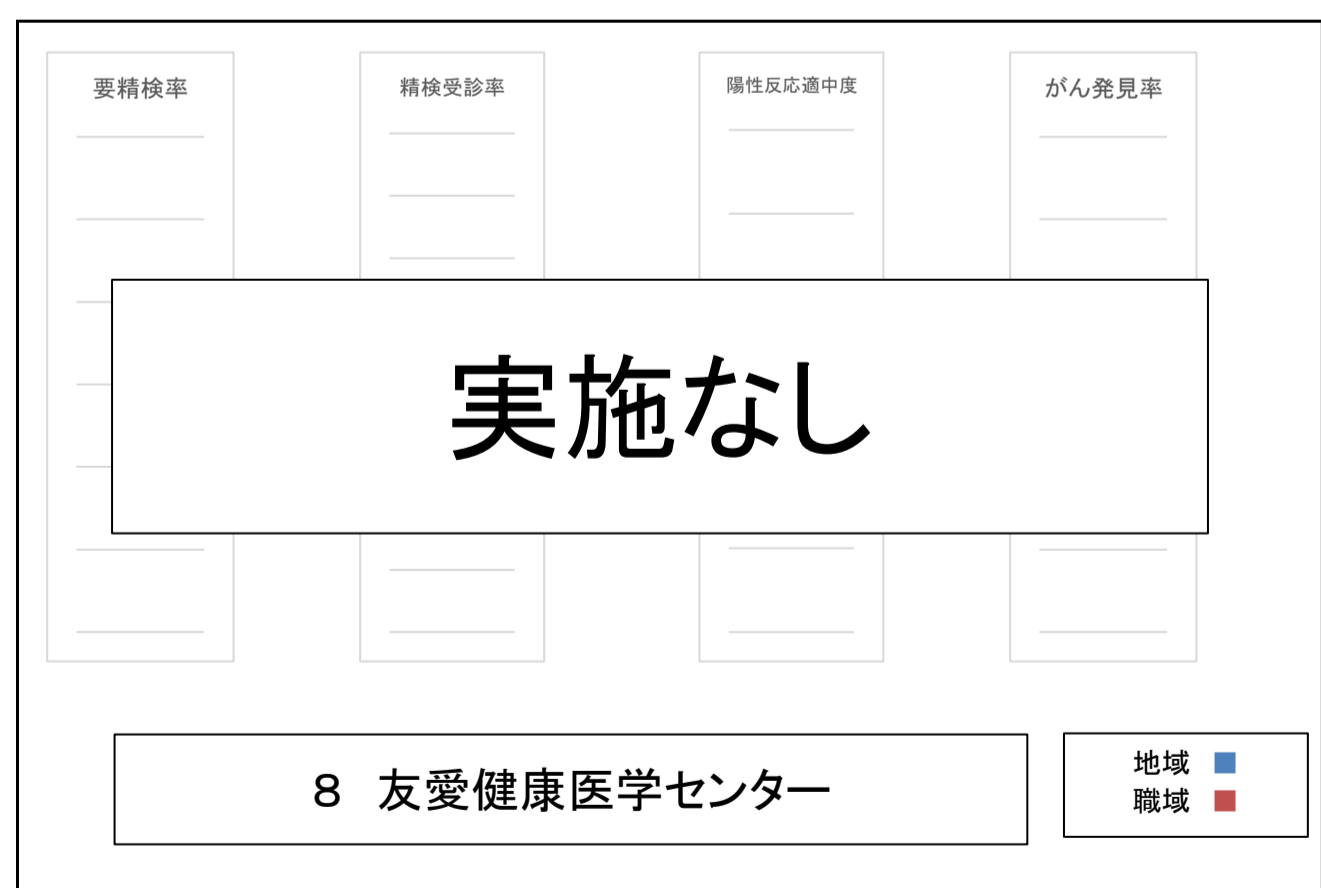 要精検率
精検受診率
陽性反応適中度
がん発見率
実施なし
８　友愛健康医学センター
地域
職域